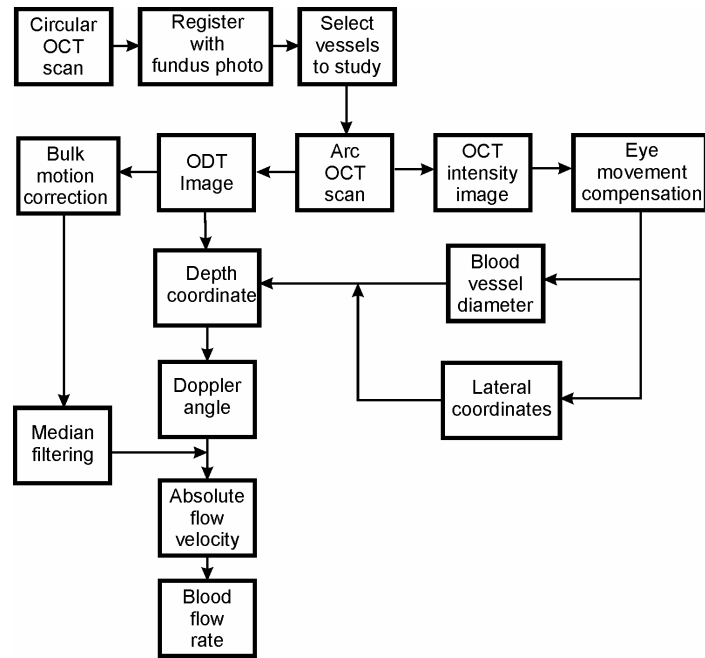 Circular
OCT
scan
Register
with
fundus photo
Select
vessels
to study
Bulk
motion
correction
ODT
Image
Arc
OCT
scan
OCT
intensity
image
Eye
movement
compensation
Depth
coordinate
Blood
vessel
diameter
Doppler
angle
Lateral
coordinates
Median
filtering
Absolute
flow
velocity
Blood
flow
rate